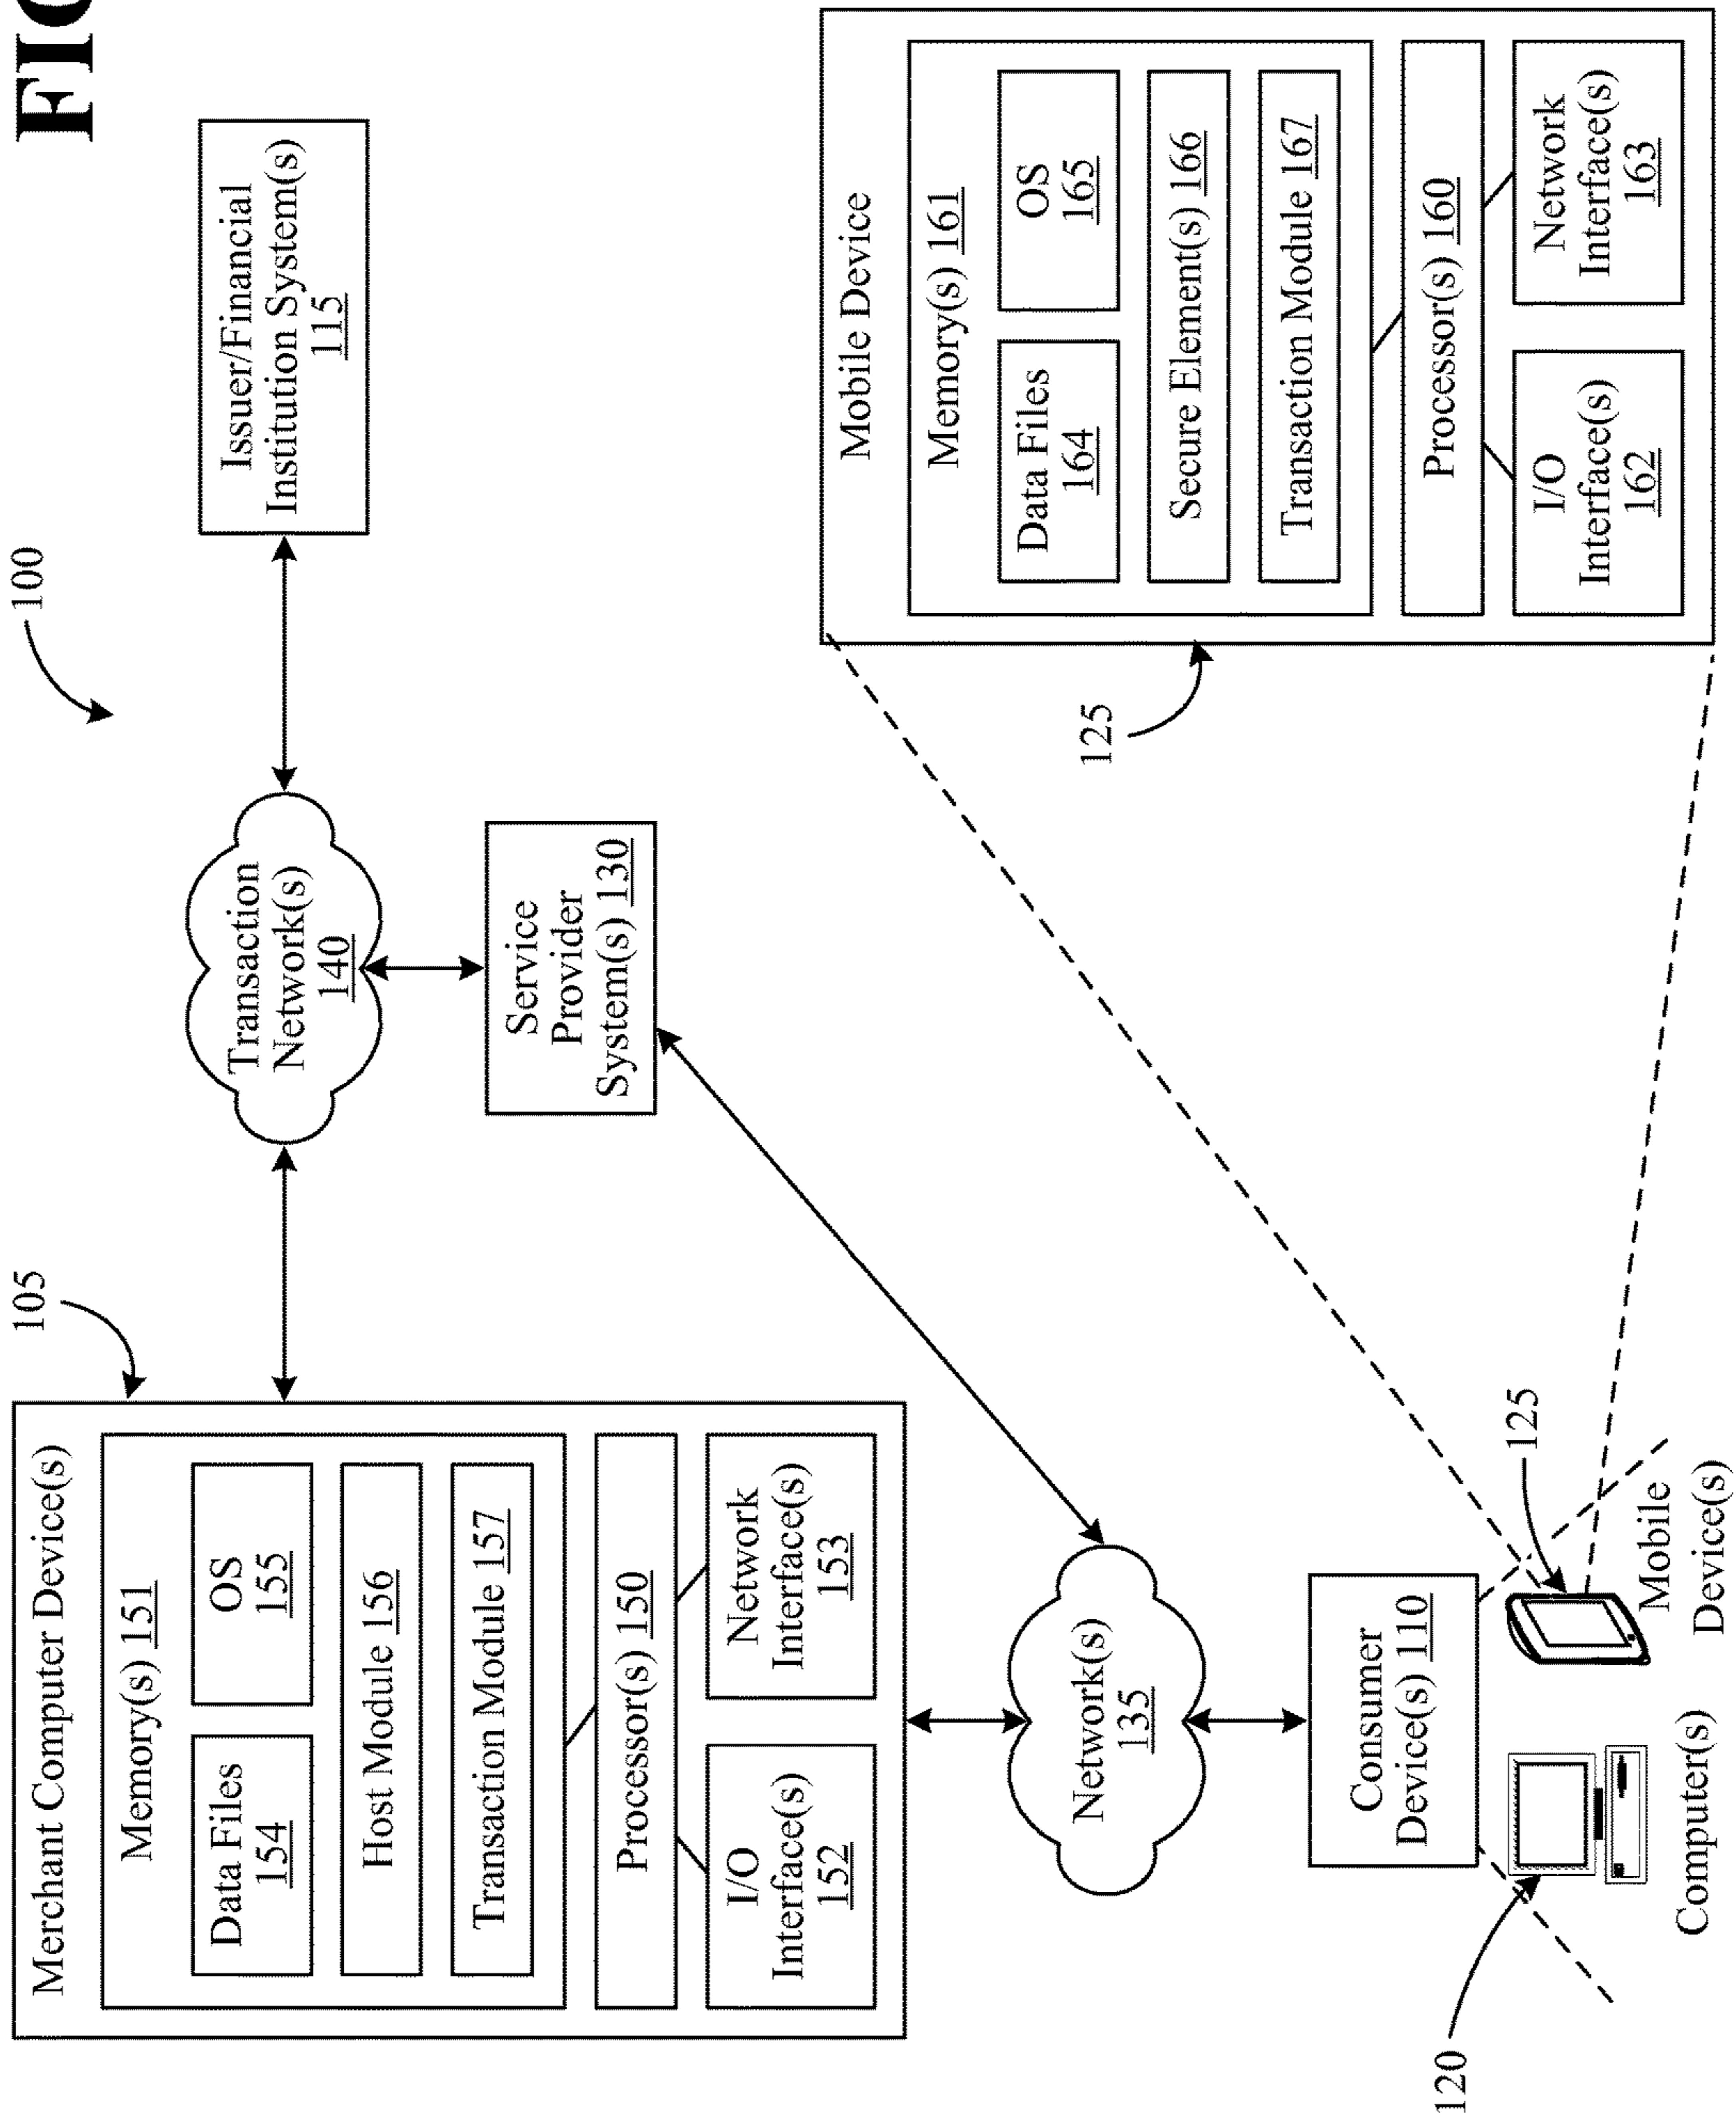 FIG
100
105
Merchant Computer Device(s)
Memory(s) 151
Data Files
154
OS
155
Host Module 156
Transaction Module 157
Processor(s) 150
I/O
Interface(s)
152
Network
Interface(s)
153
Transaction
Network(s)
140
Issuer/Financial
Institution System(s)
115
Service
Provider
System(s) 130
Network(s)
135
Consumer
Device(s) 110
120
Computer(s)
125
Mobile
Device(s)
125
Mobile Device
Memory(s) 161
Data Files
164
OS
165
Secure Element(s) 166
Transaction Module 167
Processor(s) 160
I/O
Interface(s)
162
Network
Interface(s)
163